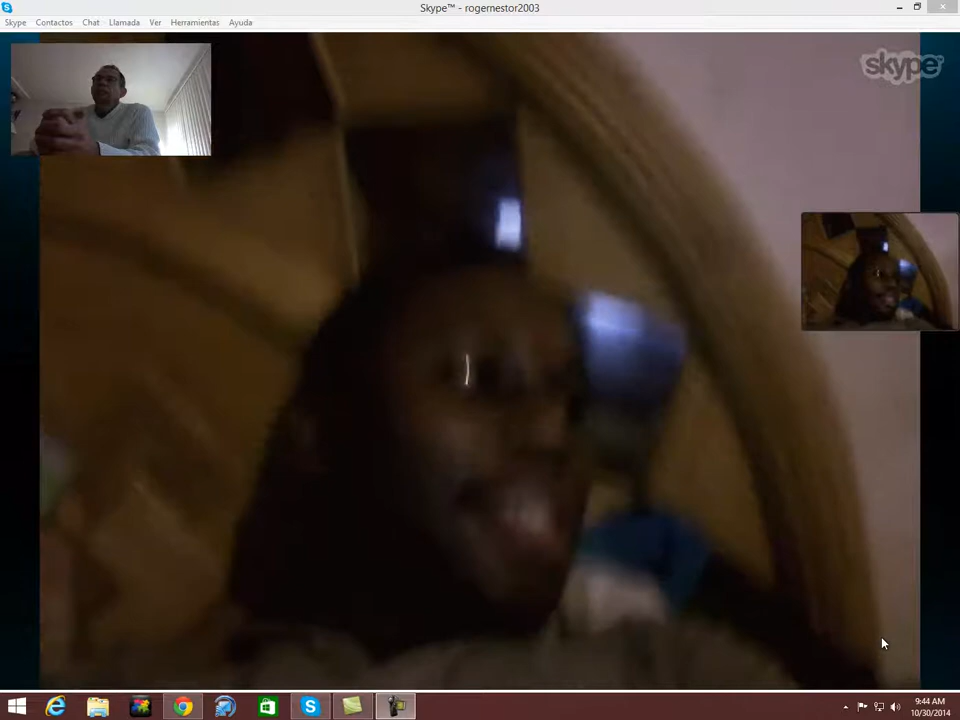 Skype™ - rogernestor2003
Skype Contactos Chat Llamada Ver Herramientas Ayuda
skype
9:44 AM
10/30/2014